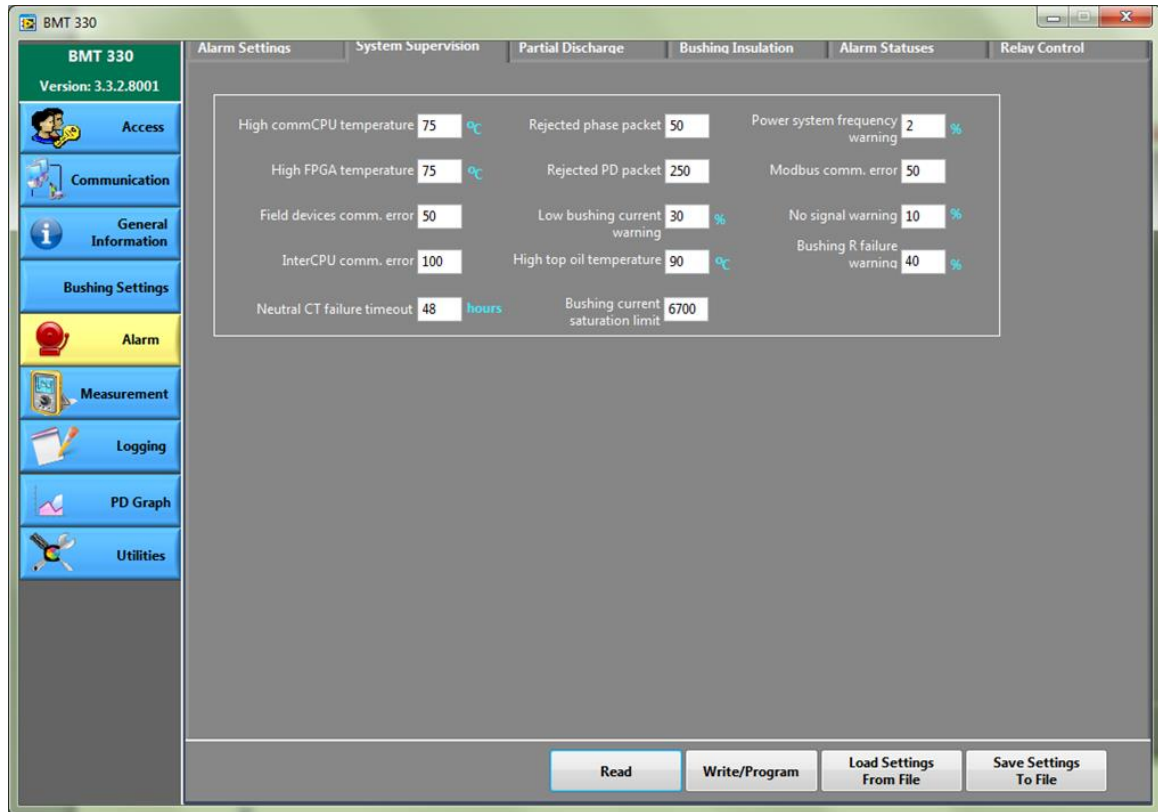 BMT 330
BMT 330
Version: 3.3.2.8001
Access
Communication
General
Information
Bushing Settings
Alarm
Measurement
Logging
PD Graph
Utilities
Alarm Settings System Supervision Partial Discharge Bushing Insulation Alarm Statuses Relay Control
High commCPU temperature 75 °C
High FPGA temperature 75 °C
Field devices comm. error 50
InterCPU comm. error 100
Neutral CT failure timeout 48 hours
Rejected phase packet 50
Rejected PD packet 250
Low bushing current 30 %
warning
High top oil temperature 90 °C
Bushing current 6700
saturation limit
Power system frequency 2 %
warning
Modbus comm. error 50
No signal warning 10 %
Bushing R failure
warning 40 %
Read Write/Program Load Settings Save Settings
From File To File